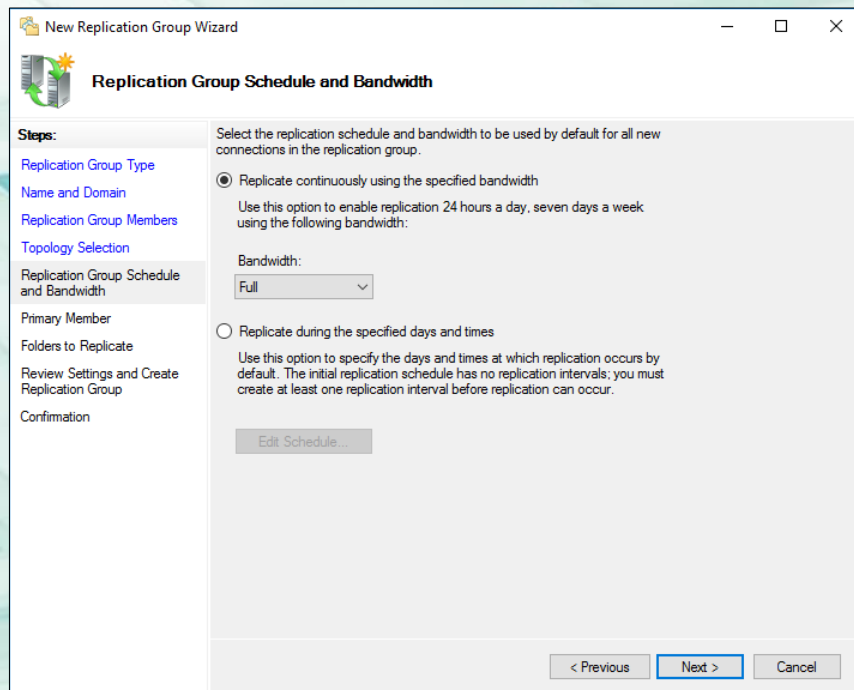 New Replication Group Wizard
Replication Group Schedule and Bandwidth
Steps:
Replication Group Type
Name and Domain
Replication Group Members
Topology Selection
Replication Group Schedule
and Bandwidth
Primary Member
Folders to Replicate
Review Settings and Create
Replication Group
Confirmation
Select the replication schedule and bandwidth to be used by default for all new
connections in the replication group.
Replicate continuously using the specified bandwidth
Use this option to enable replication 24 hours a day, seven days a week
using the following bandwidth:
Bandwidth:
Full
Replicate during the specified days and times
Use this option to specify the days and times at which replication occurs by
default. The initial replication schedule has no replication intervals; you must
create at least one replication interval before replication can occur.
Edit Schedule...
< Previous
Next >
Cancel